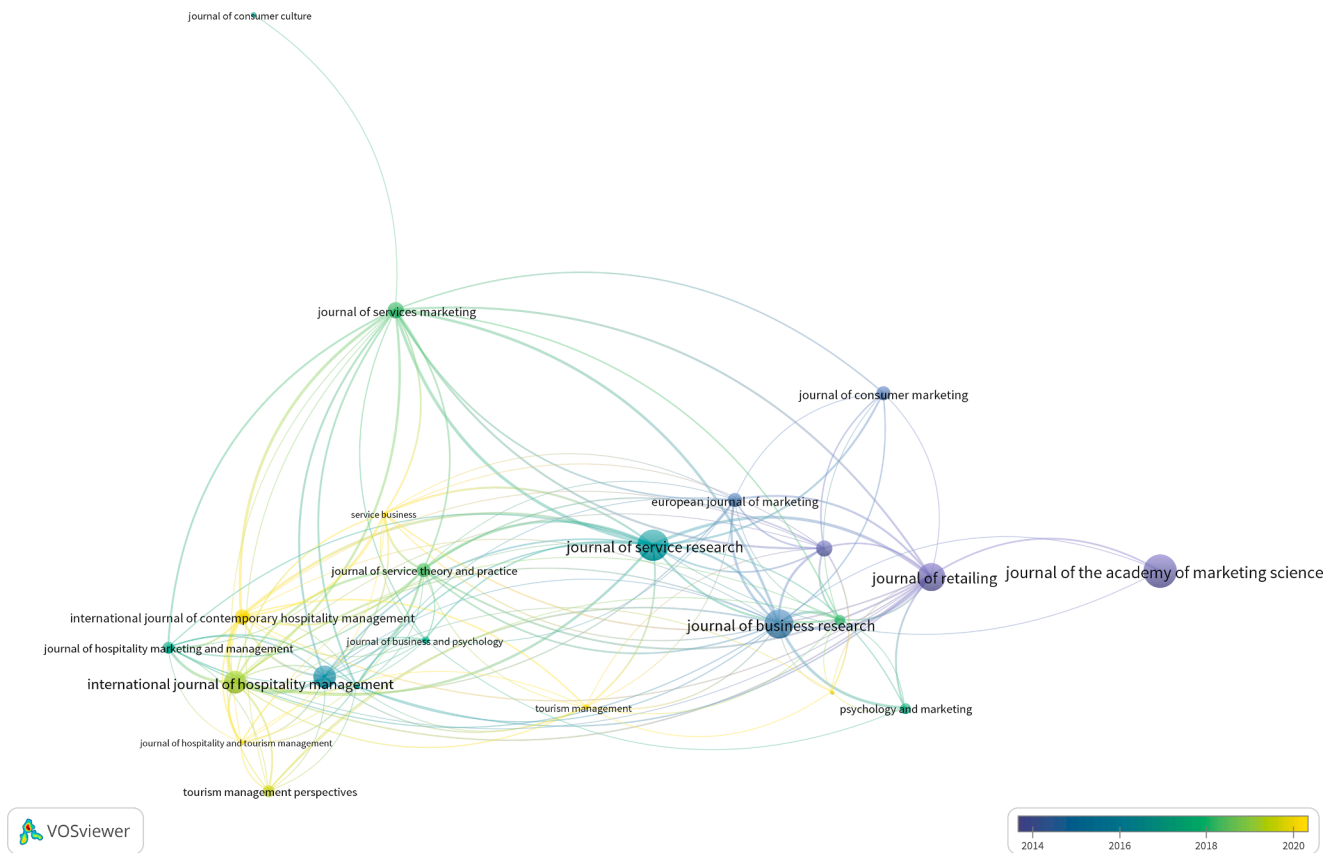 journal of consumer culture
journal of services marketing
journal of consumer marketing
european journal of marketing
service business
journal of service research
journal of service theory and practice
journal of retailing
journal of the academy of marketing science
international journal of contemporary hospitality management
journal of business research
journal of business and psychology
journal of hospitality marketing and management
international journal of hospitality management
tourism management
psychology and marketing
journal of hospitality and tourism management
tourism management perspectives
VOSviewer
2014 2016 2018 2020